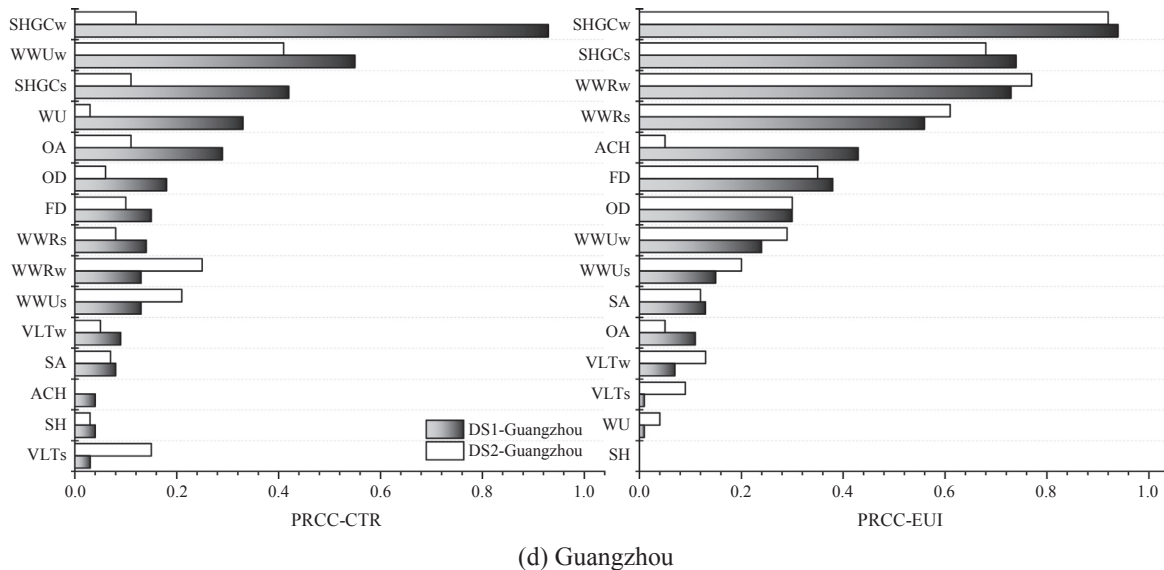 SHGCw
WWUw
SHGCs
WU
OA
OD
FD
WWRs
WWRw
WWUs
VLTw
SA
ACH
SH
VLTs
DS1-Guangzhou
DS2-Guangzhou
0.0 0.2 0.4 0.6 0.8 1.0
PRCC-CTR
SHGCw
SHGCs
WWRw
WWRs
ACH
FD
OD
WWUw
WWUs
SA
OA
VLTw
VLTs
WU
SH
0.0 0.2 0.4 0.6 0.8 1.0
PRCC-EUI
(d) Guangzhou